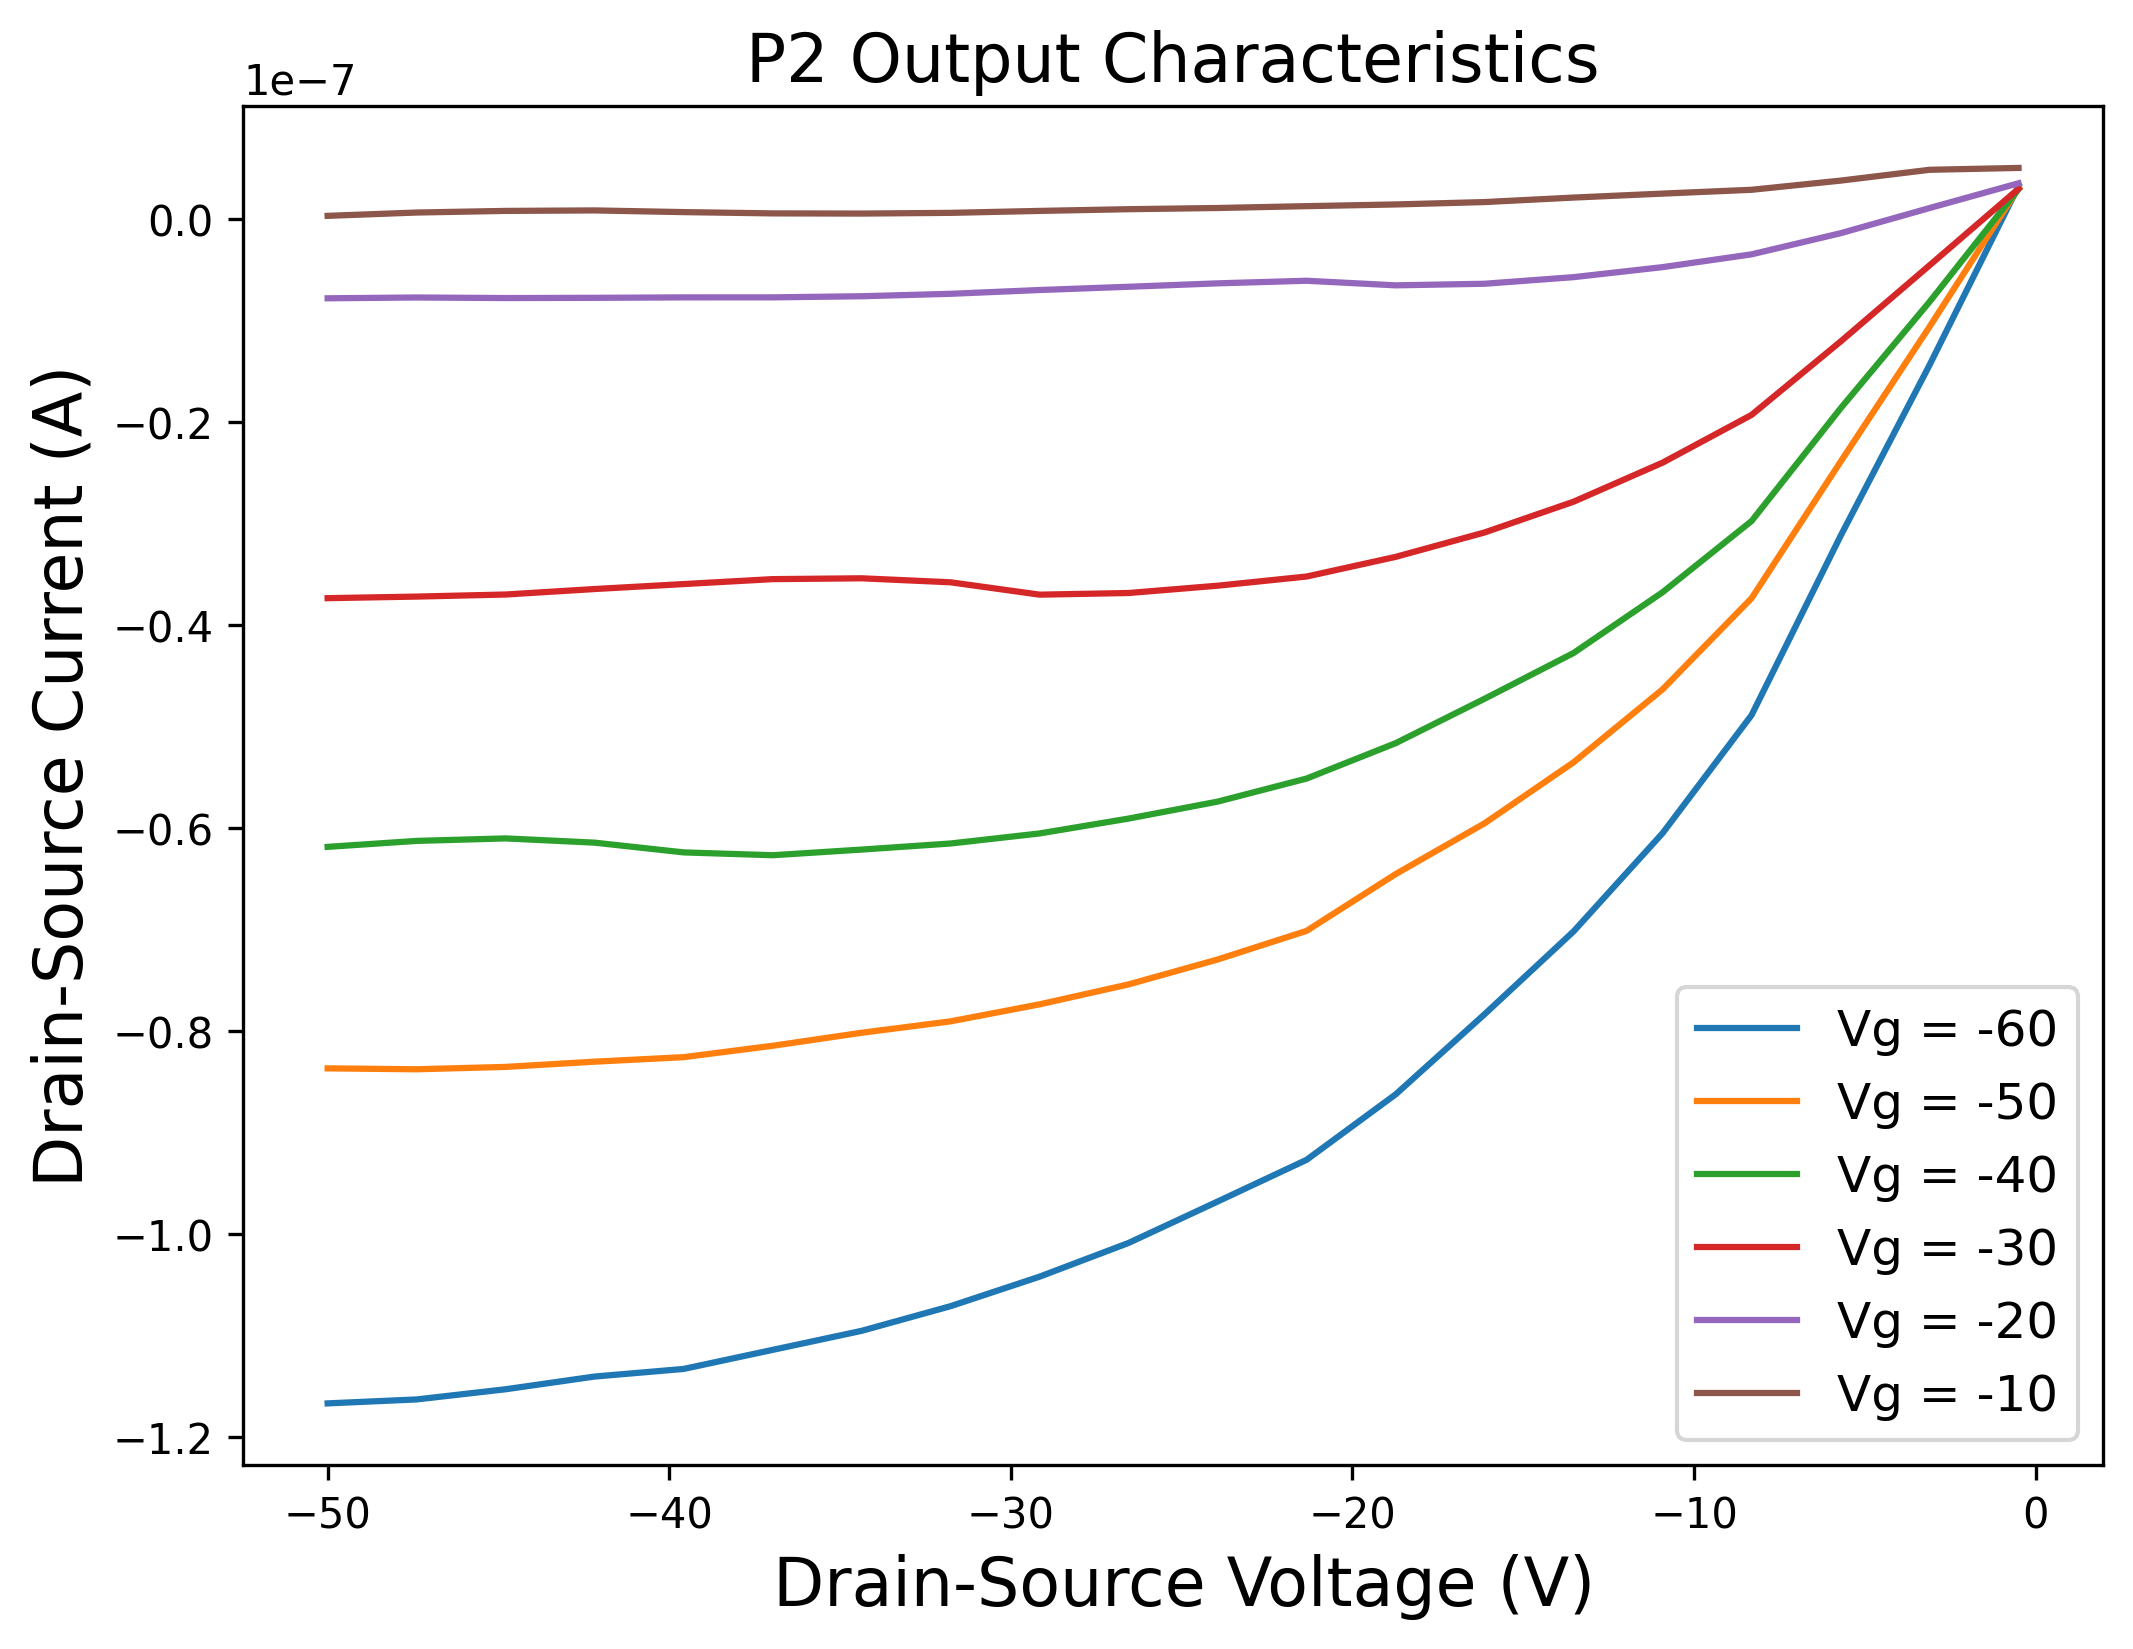 P2 Output Characteristics
1e−7
0.0
−0.2
−0.4
−0.6
−0.8
−1.0
−1.2
Drain-Source Current (A)
Vg = -60
Vg = -50
Vg = -40
Vg = -30
Vg = -20
Vg = -10
−50 −40 −30 −20 −10 0
Drain-Source Voltage (V)